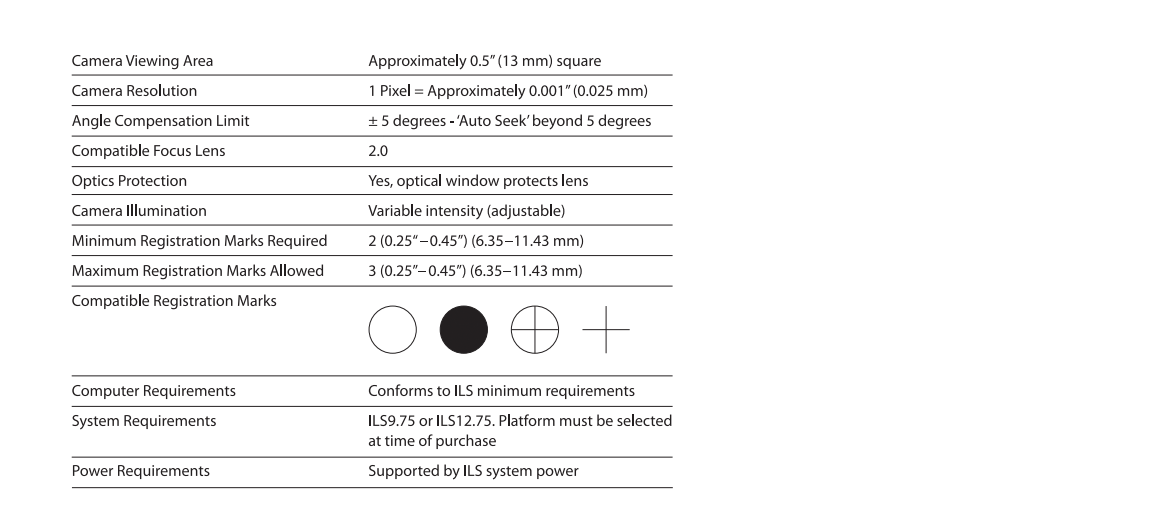 Camera Viewing Area Approximately 0.5” (13 mm) square
Camera Resolution 1 Pixel = Approximately 0.001” (0.025 mm)
Angle Compensation Limit ± 5 degrees - ‘Auto Seek’ beyond 5 degrees
Compatible Focus Lens 2.0
Optics Protection Yes, optical window protects lens
Camera Illumination Variable intensity (adjustable)
Minimum Registration Marks Required 2 (0.25“–0.45”) (6.35–11.43 mm)
Maximum Registration Marks Allowed 3 (0.25”–0.45”) (6.35–11.43 mm)
Compatible Registration Marks
Computer Requirements Conforms to ILS minimum requirements
System Requirements ILS9.75 or ILS12.75. Platform must be selected
at time of purchase
Power Requirements Supported by ILS system power